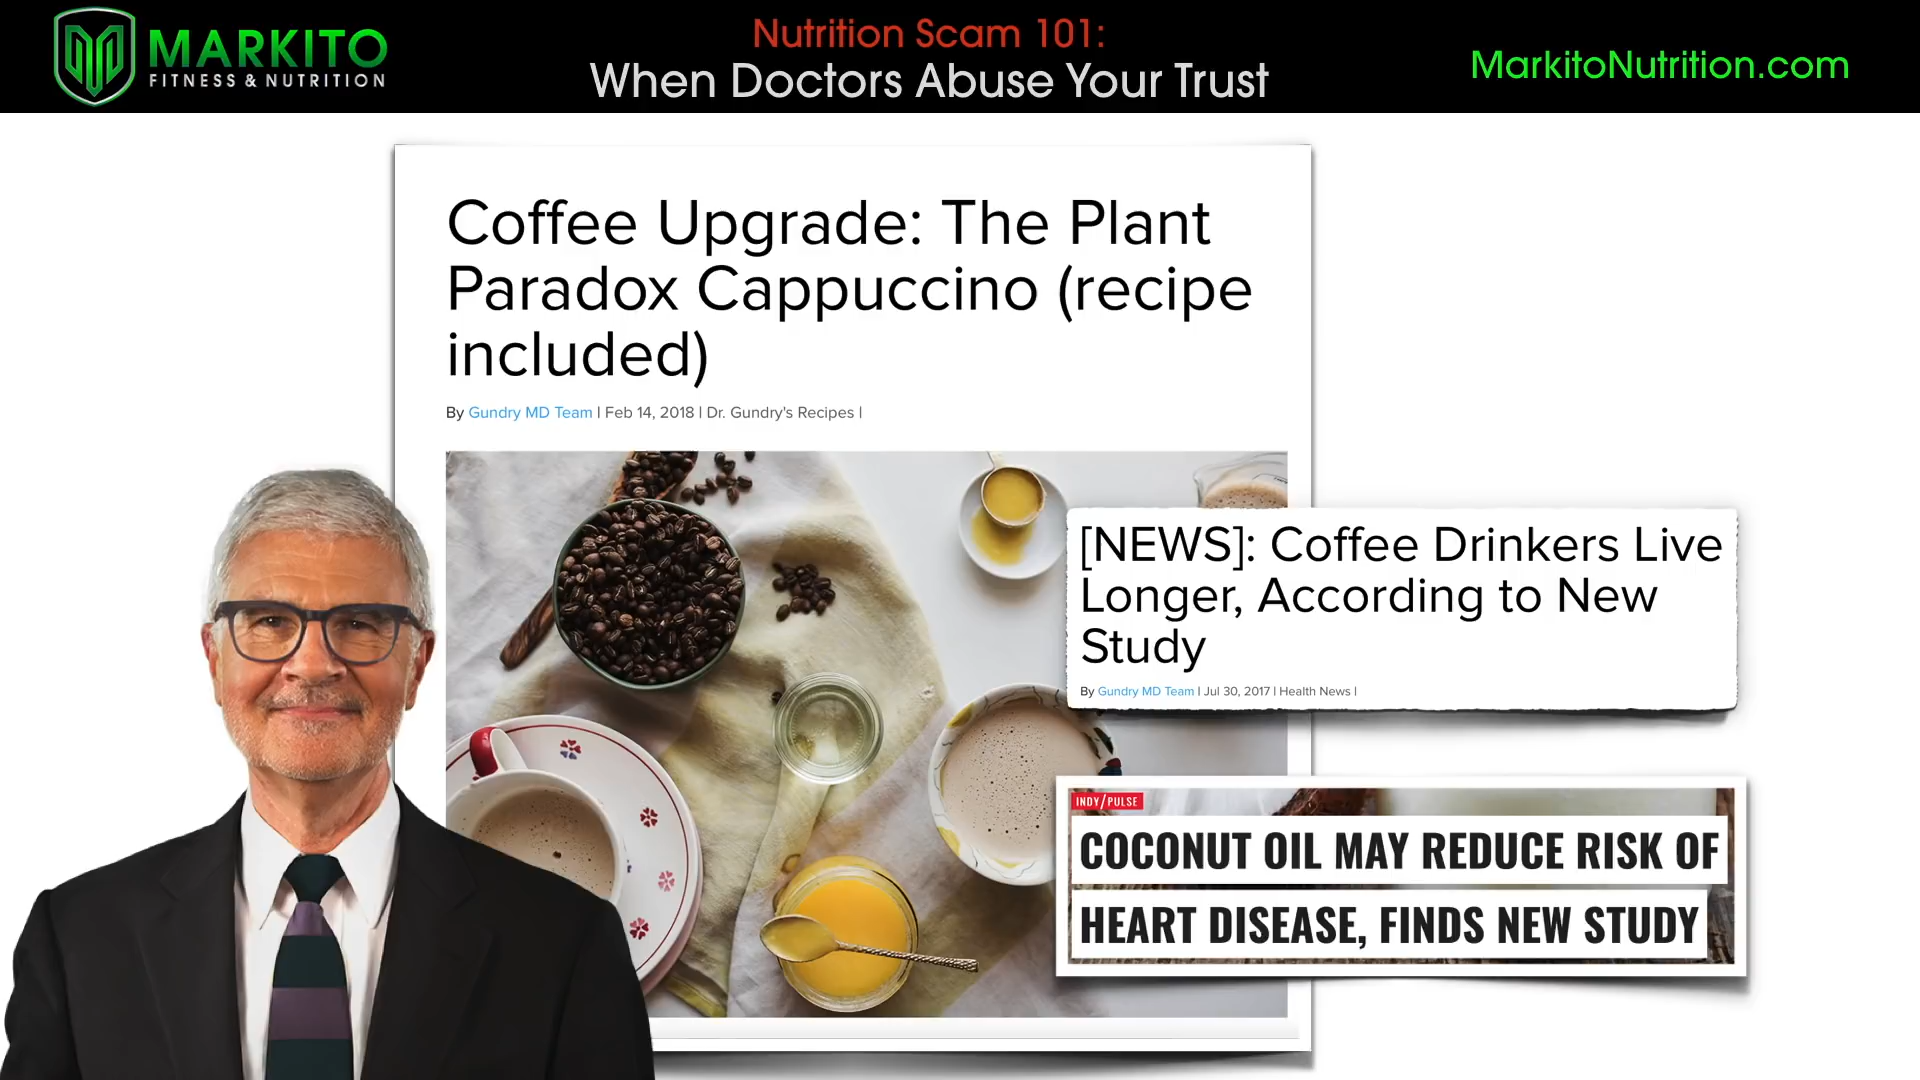 MARKITO
FITNESS & NUTRITION
Nutrition Scam 101:
When Doctors Abuse Your Trust
MarkitoNutrition.com
Coffee Upgrade: The Plant
Paradox Cappuccino (recipe
included)
By Gundry MD Team | Feb 14, 2018 | Dr. Gundry's Recipes |
[NEWS]: Coffee Drinkers Live
Longer, According to New
Study
By Gundry MD Team | Jul 30, 2017 | Health News |
INDY/PULSE
COCONUT OIL MAY REDUCE RISK OF
HEART DISEASE, FINDS NEW STUDY